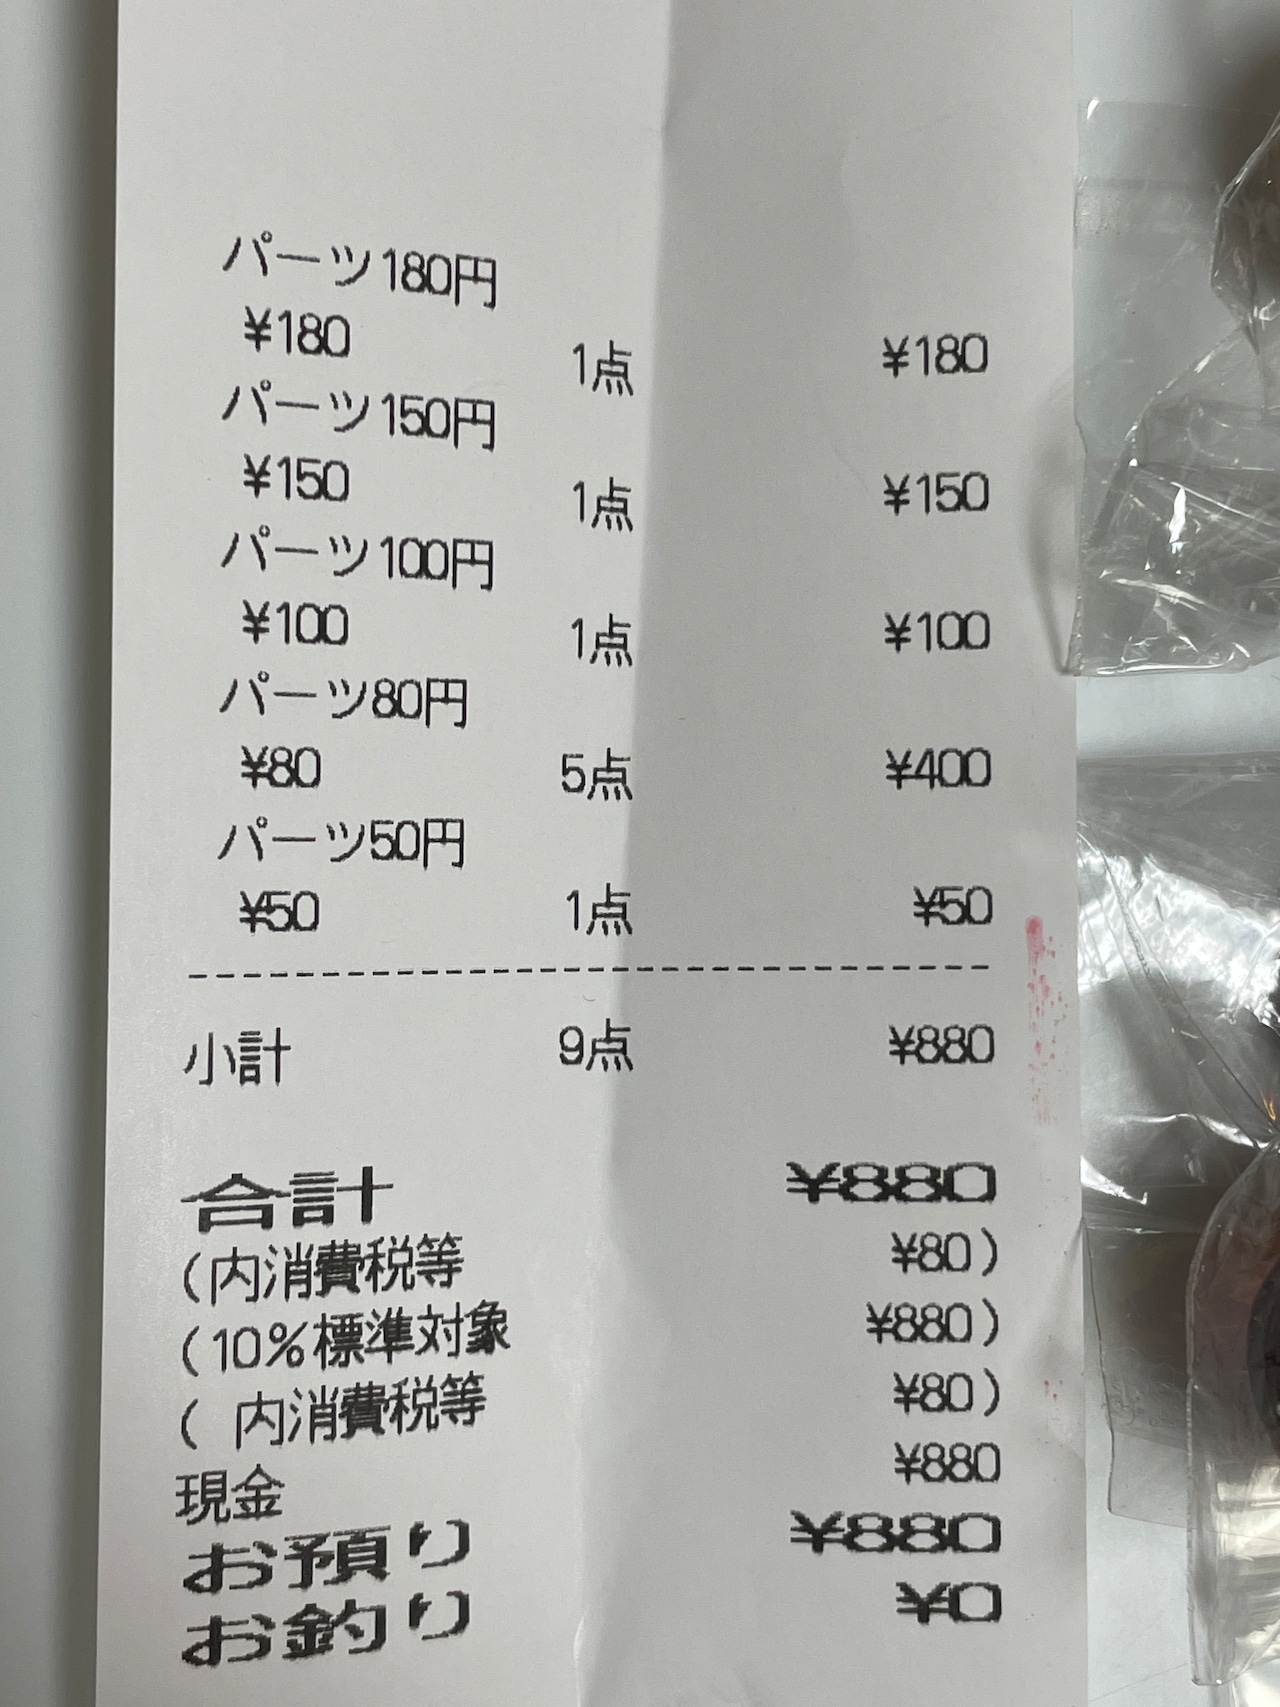 パーツ180円
¥180 1点 ¥180
パーツ150円
¥150 1点 ¥150
パーツ100円
¥100 1点 ¥100
パーツ80円
¥80 5点 ¥400
パーツ50円
¥50 1点 ¥50
小計 9点 ¥880
合計 ¥880
(内消費税等 ¥80)
(10%標準対象 ¥880)
( 内消費税等 ¥80)
現金 ¥880
お預り ¥880
お釣り ¥0